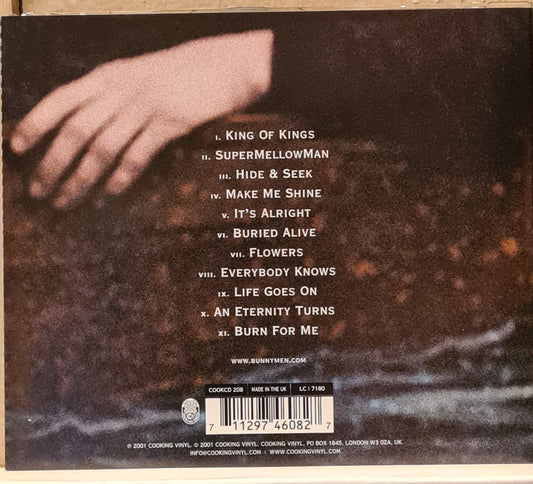 I. KING OF KINGS
II. SUPERMELLOWMAN
III. HIDE & SEEK
IV. MAKE ME SHINE
V. IT'S ALRIGHT
VI. BURIED ALIVE
VII. FLOWERS
VIII. EVERYBODY KNOWS
IX. LIFE GOES ON
X. AN ETERNITY TURNS
XI. BURN FOR ME
WWW.BUNNYMEN.COM
COOKCD 208 | MADE IN THE UK | LC | 7180
7 11297 46082 7
℗ 2001 COOKING VINYL. © 2001 COOKING VINYL. COOKING VINYL, PO BOX 1845, LONDON W3 0ZA, UK.
INFO@COOKINGVINYL.COM | WWW.COOKINGVINYL.COM